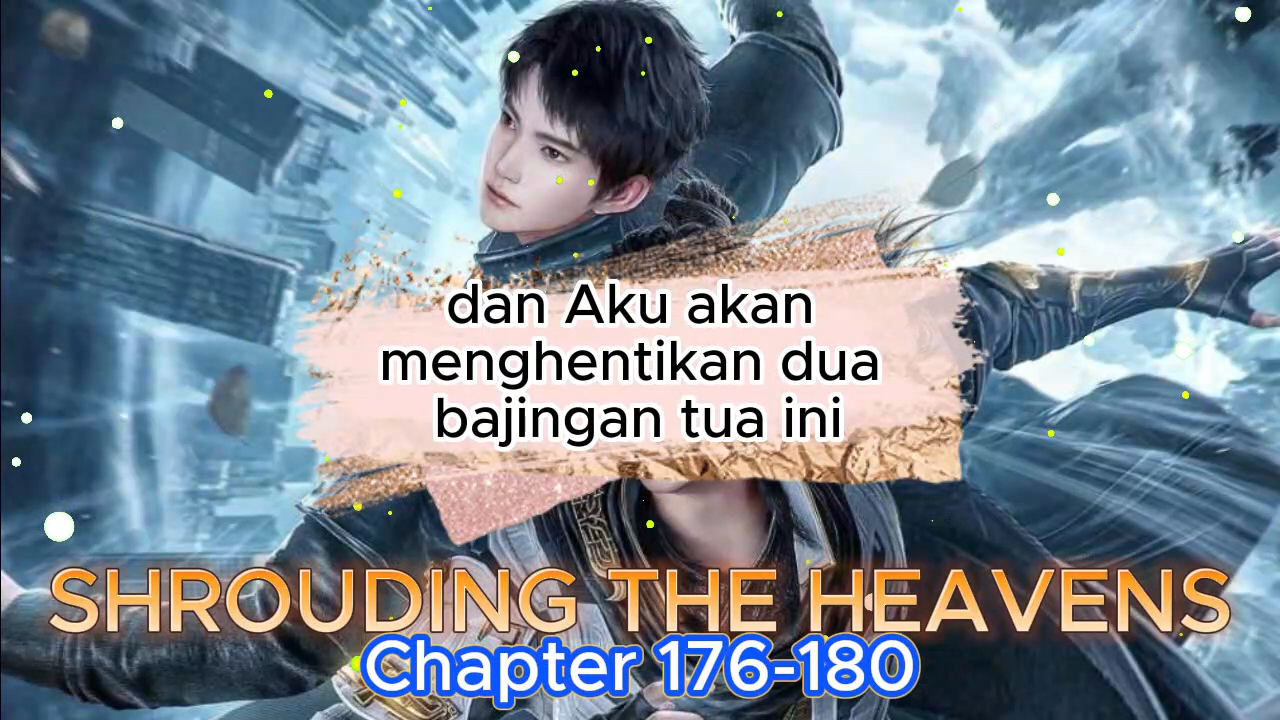 dan Aku akan
menghentikan dua
bajingan tua ini
SHROUDING THE HEAVENS
Chapter 176-180